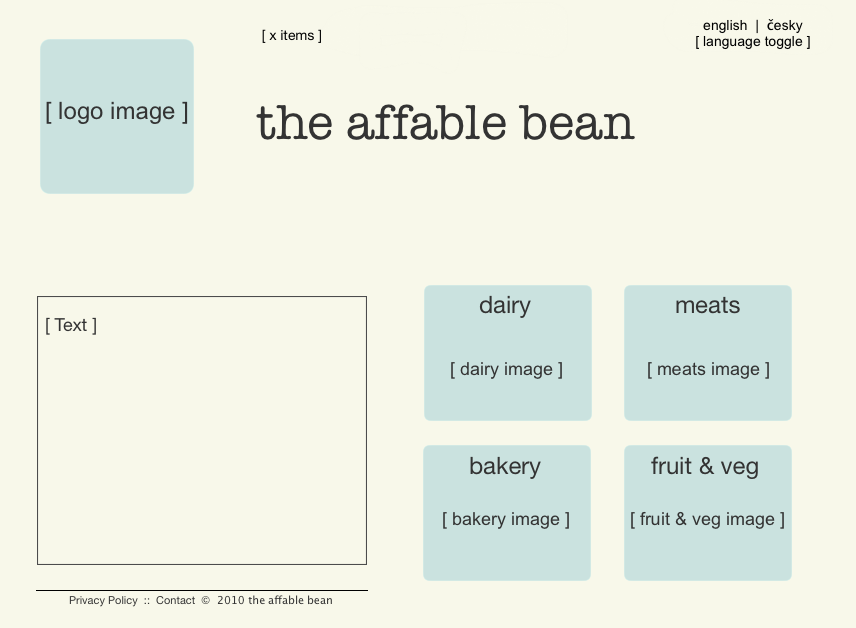 [ x items ]
english | česky
[ language toggle ]
[ logo image ]
the affable bean
[ Text ]
dairy
[ dairy image ]
meats
[ meats image ]
bakery
[ bakery image ]
fruit & veg
[ fruit & veg image ]
Privacy Policy :: Contact © 2010 the affable bean